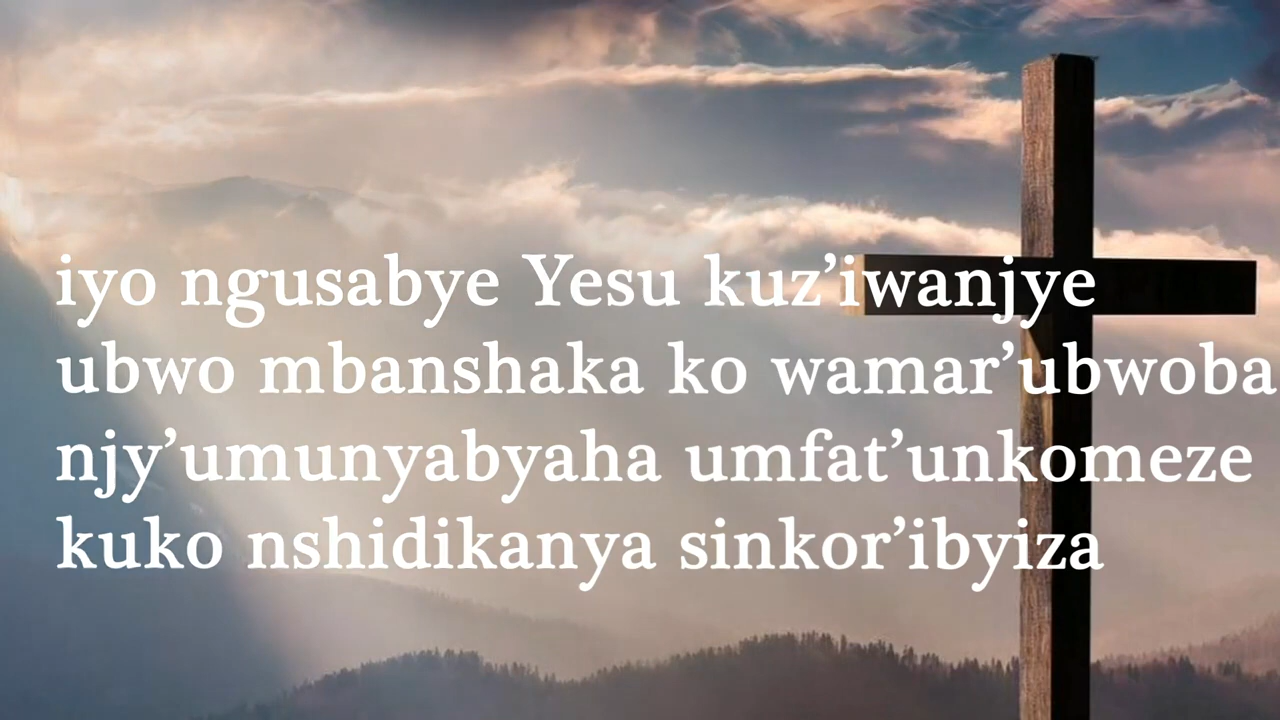 iyo ngusabye Yesu kuz’iwanjye
ubwo mbanshaka ko wamar’ubwoba
njy’umunyabyaha umfat’unkomeze
kuko nshidikanya sinkor’ibyiza